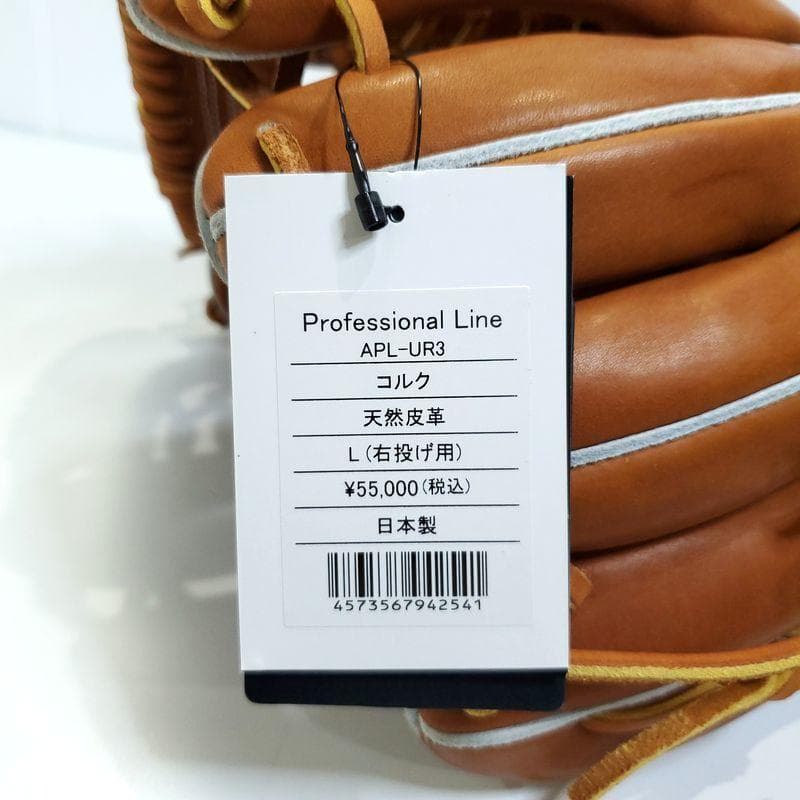 Professional Line
APL-UR3
コルク
天然皮革
L(右投げ用)
¥55,000(税込)
日本製
4573567942541